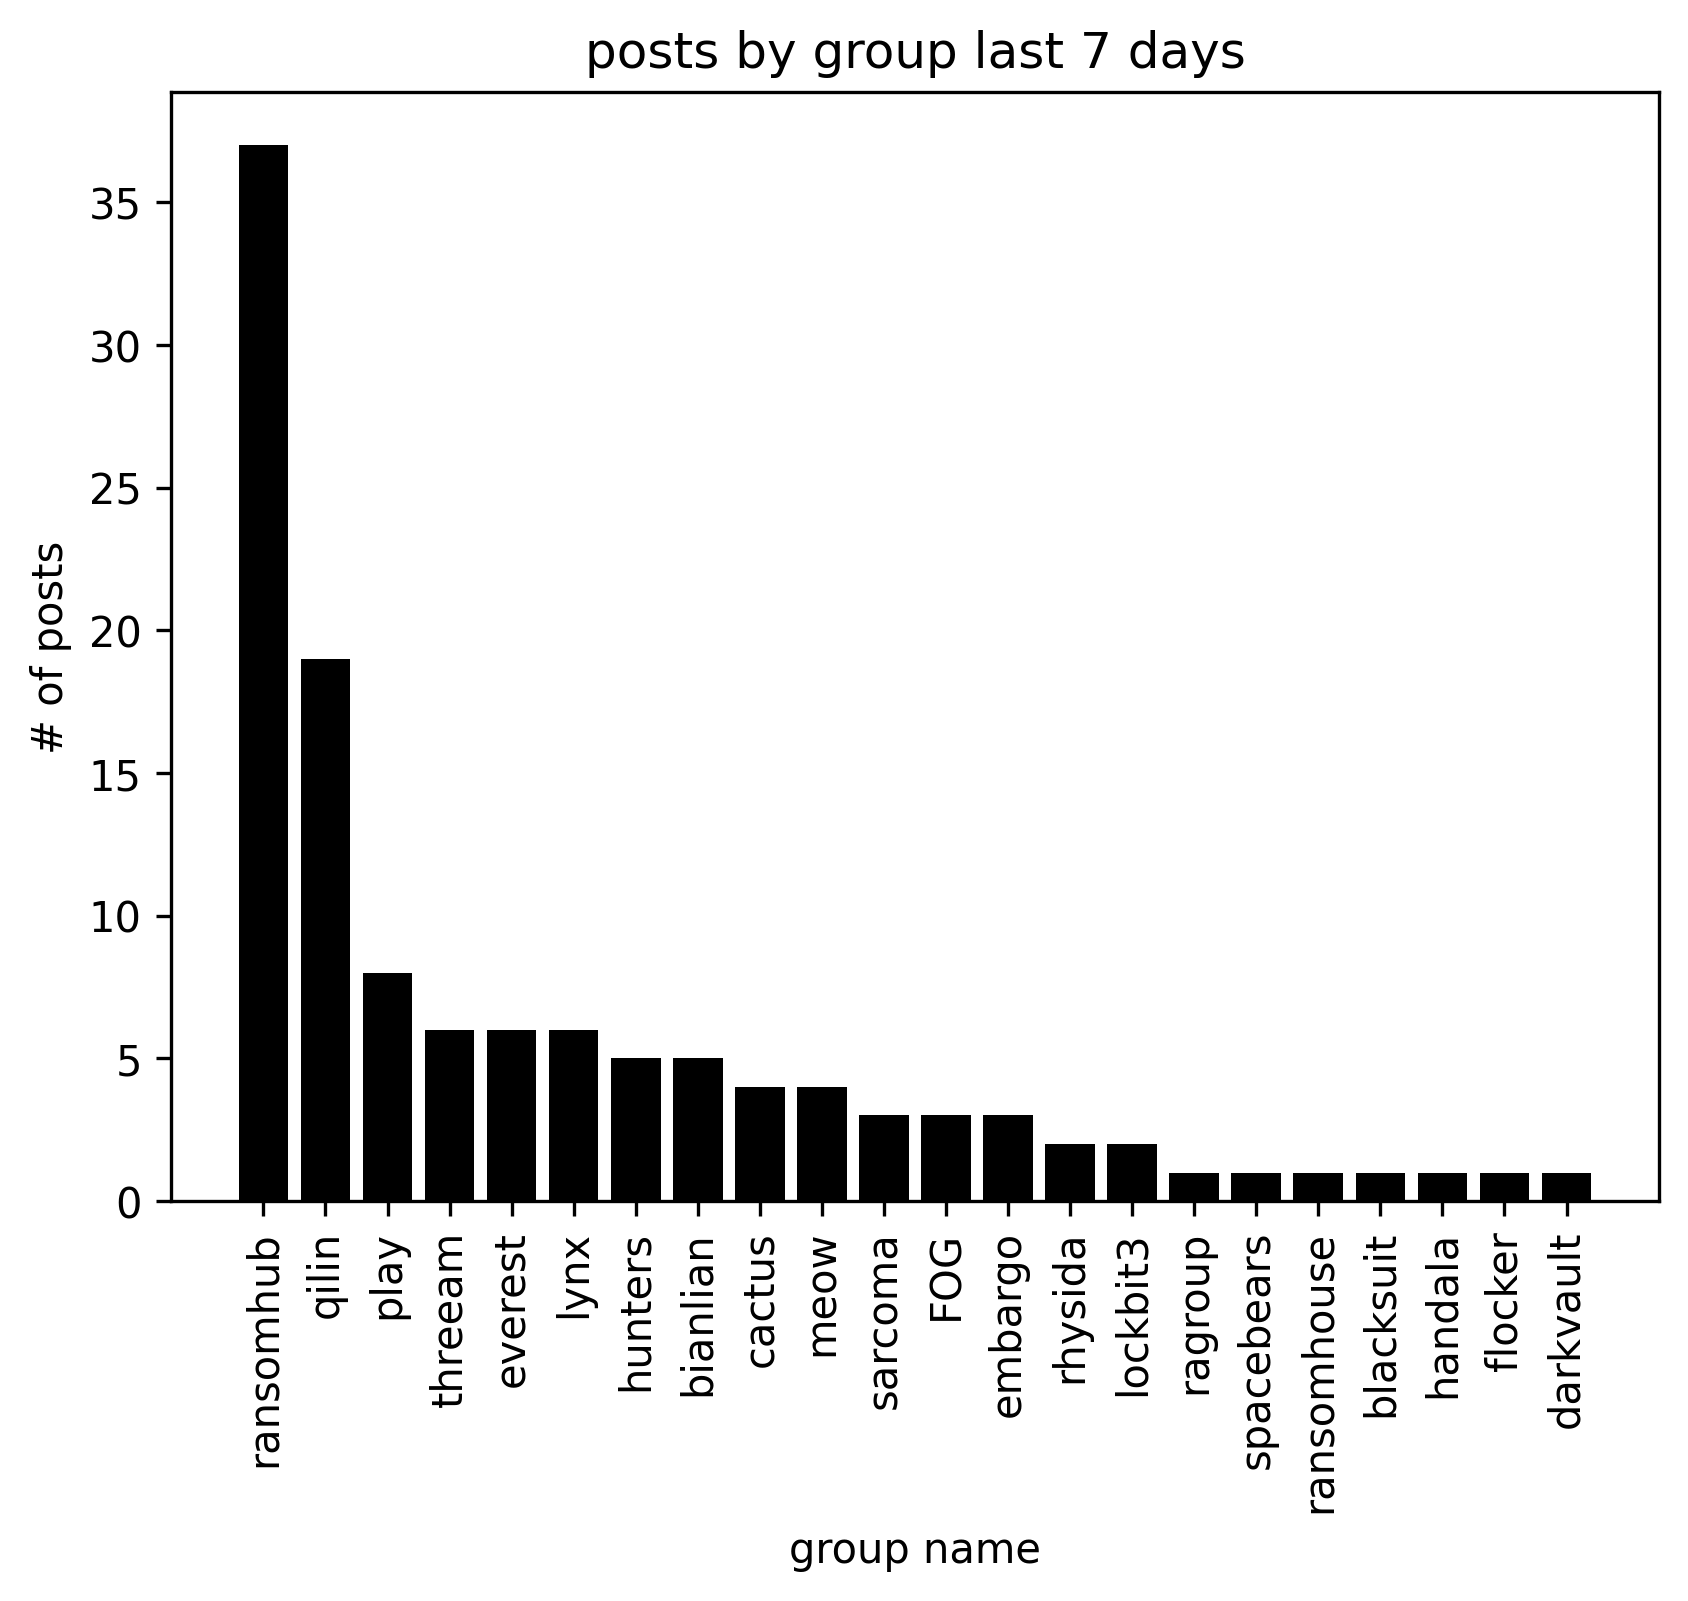 posts by group last 7 days
35
30
25
20
15
10
5
0
# of posts
ransomhub
qilin
play
threeam
everest
lynx
hunters
bianlian
cactus
meow
sarcoma
FOG
embargo
rhysida
lockbit3
ragroup
spacebears
ransomhouse
blacksuit
handala
flocker
darkvault
group name